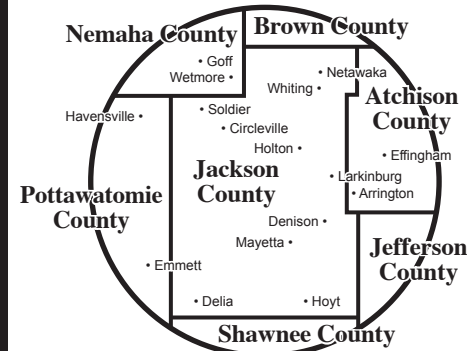 Nemaha County
Brown County
• Goff
Wetmore •
• Netawaka
Whiting •
Atchison
County
Havensville •
• Soldier
• Circleville
Holton •
• Effingham
Jackson
County
• Larkinburg
• Arrington
Pottawatomie
County
Denison •
Mayetta •
Jefferson
County
• Emmett
• Delia
• Hoyt
Shawnee County